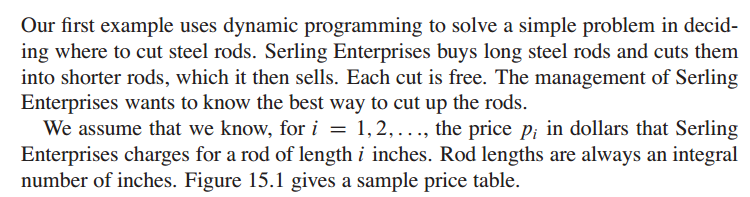 Our first example uses dynamic programming to solve a simple problem in decid-
ing where to cut steel rods. Serling Enterprises buys long steel rods and cuts them
into shorter rods, which it then sells. Each cut is free. The management of Serling
Enterprises wants to know the best way to cut up the rods.
We assume that we know, for i = 1, 2, . . ., the price pᵢ in dollars that Serling
Enterprises charges for a rod of length i inches. Rod lengths are always an integral
number of inches. Figure 15.1 gives a sample price table.